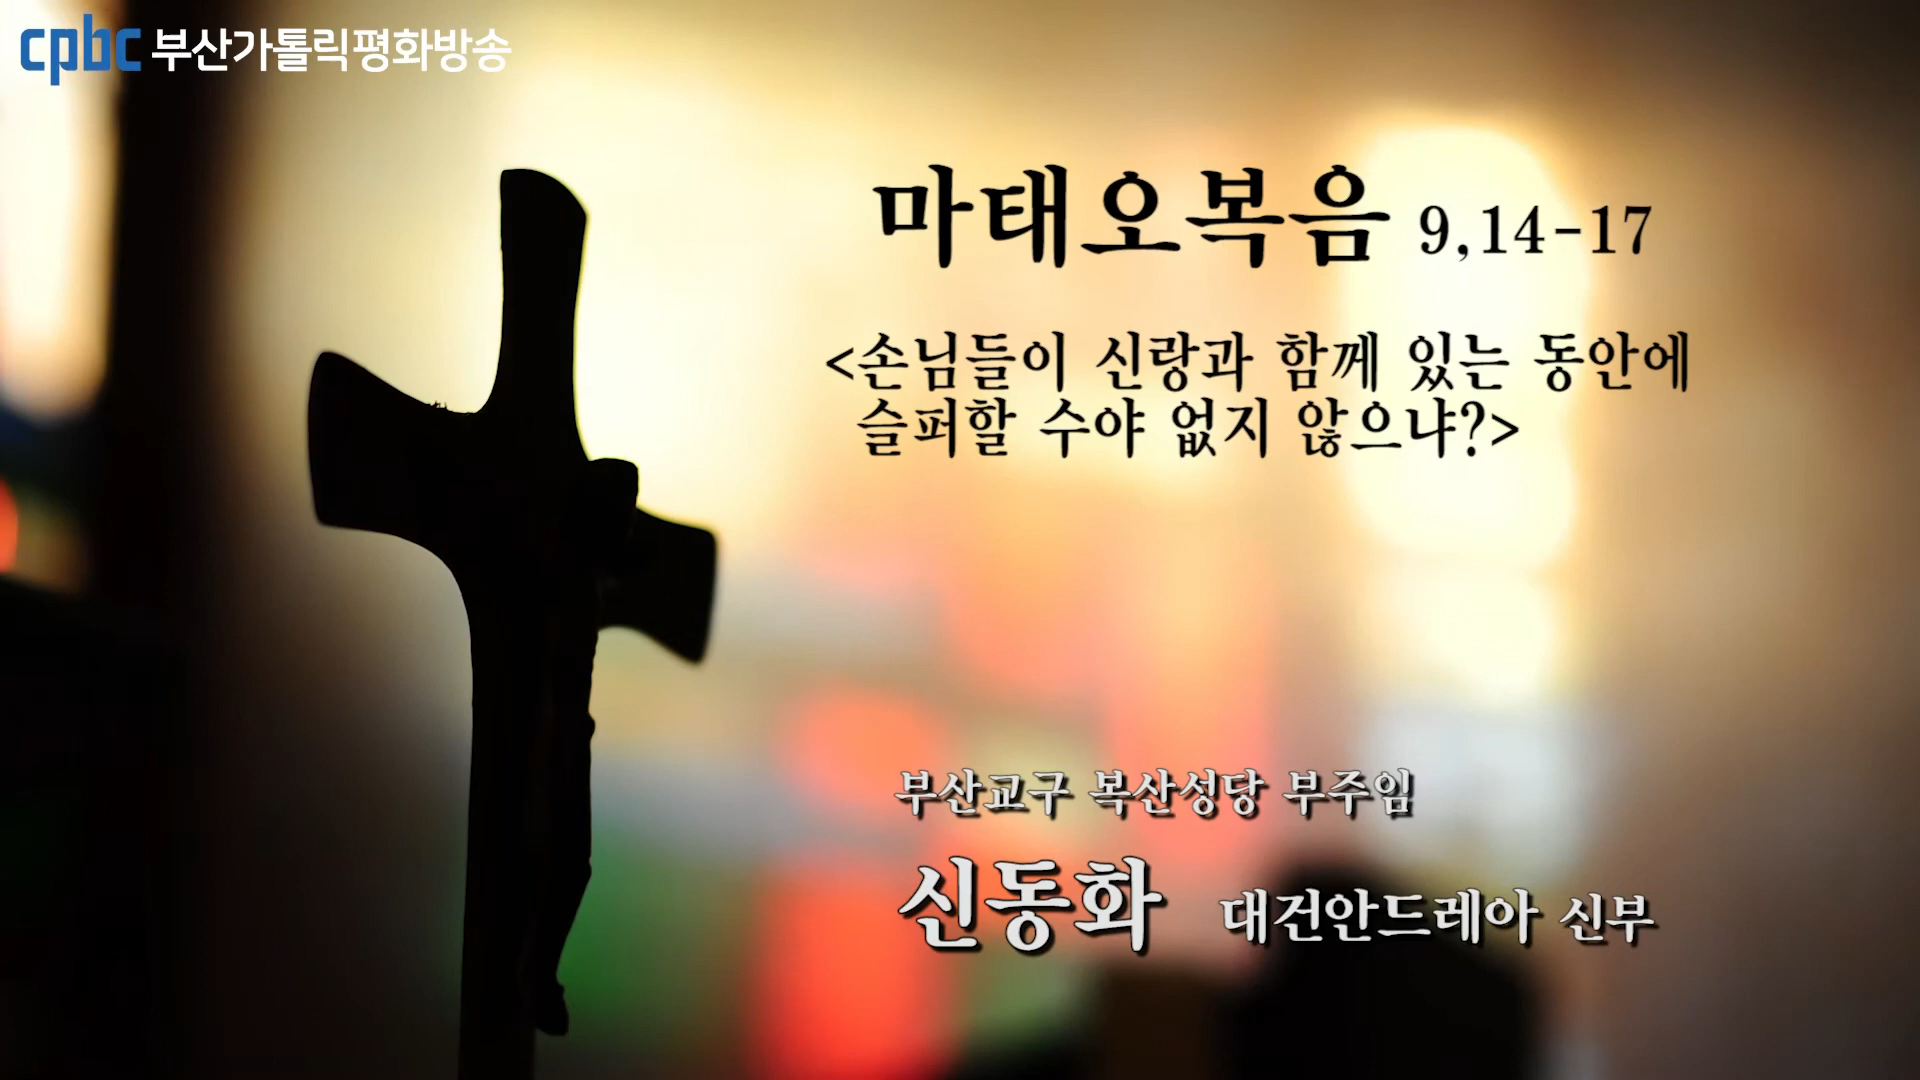 cpbc 부산가톨릭평화방송
마태오복음 9,14-17
<손님들이 신랑과 함께 있는 동안에
슬퍼할 수야 없지 않으냐?>
부산교구 복산성당 부주임
신동화 대건안드레아 신부